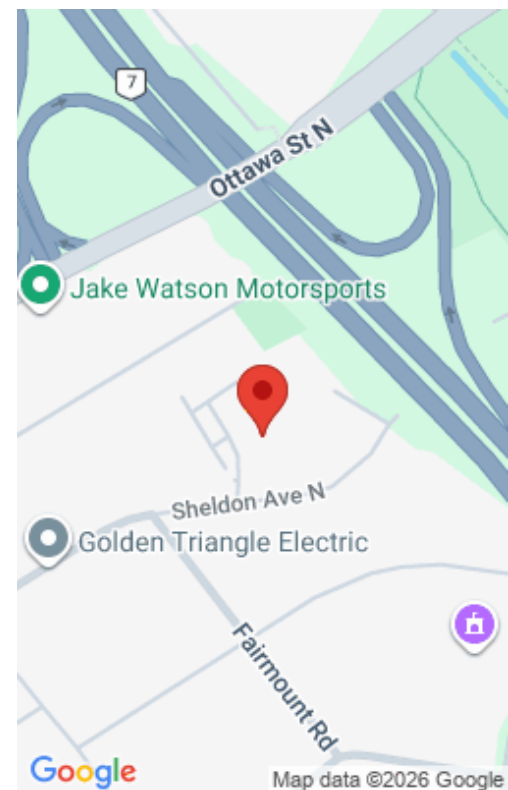 7
Ottawa St N
Jake Watson Motorsports
Sheldon Ave N
Golden Triangle Electric
Fairmount Rd
Google
Map data ©2026 Google